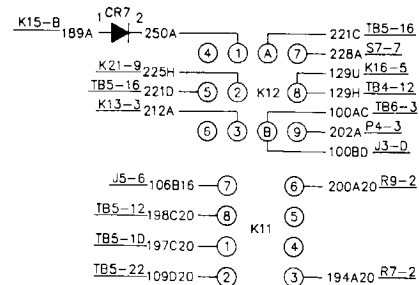 K15-B 189A 1 CR7 2 250A 221C TB5-16
4 1 A 7 228A S7-7
K21-9 225H 129U K16-5
TB5-16 221D 5 2 K12 8 129H TB4-12
K13-3 212A 100AC TB6-3
6 3 B 9 202A P4-3
100BD J3-D
J5-6 106B16 7 6 200A20 R9-2
TB5-12 198C20 8 5
K11
TB5-1D 197C20 1 4
TB5-22 109D20 2 3 194A20 R7-2